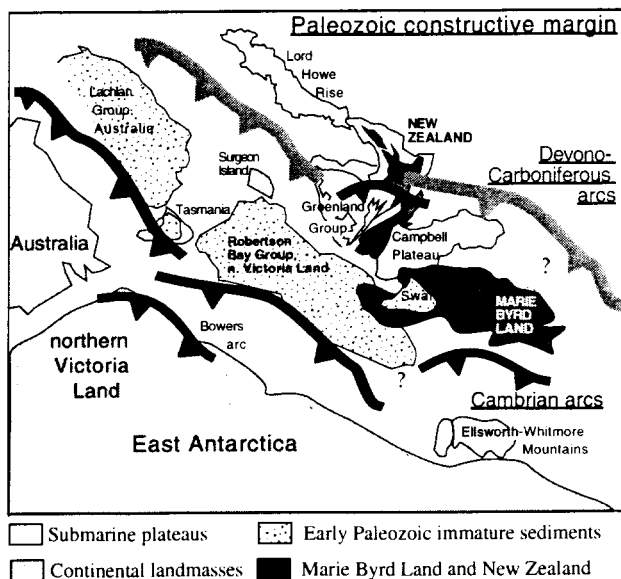 Paleozoic constructive margin
Lord
Howe
Rise
Lachlan
Group,
Australia
NEW
ZEALAND
Devono-
Carboniferous
arcs
Surgeon
Island
Greenland
Group
Tasmania
Campbell
Plateau
Australia
Robertson
Bay Group,
n. Victoria Land
?
Swa.
MARIE
BYRD
LAND
northern
Victoria
Land
Bowers
arc
?
Cambrian arcs
Ellsworth-Whitmore
Mountains
East Antarctica
Submarine plateaus
Early Paleozoic immature sediments
Continental landmasses
Marie Byrd Land and New Zealand